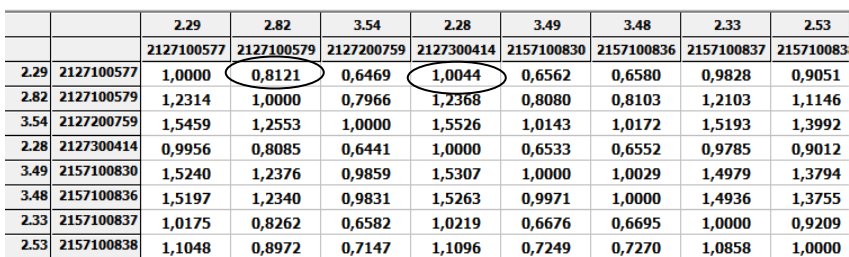 2.29 2.82 3.54 2.28 3.49 3.48 2.33 2.53
2127100577 2127100579 2127200759 2127300414 2157100830 2157100836 2157100837 2157100838
2.29 2127100577 1,0000 0,8121 0,6469 1,0044 0,6562 0,6580 0,9828 0,9051
2.82 2127100579 1,2314 1,0000 0,7966 1,2368 0,8080 0,8103 1,2103 1,1146
3.54 2127200759 1,5459 1,2553 1,0000 1,5526 1,0143 1,0172 1,5193 1,3992
2.28 2127300414 0,9956 0,8085 0,6441 1,0000 0,6533 0,6552 0,9785 0,9012
3.49 2157100830 1,5240 1,2376 0,9859 1,5307 1,0000 1,0029 1,4979 1,3794
3.48 2157100836 1,5197 1,2340 0,9831 1,5263 0,9971 1,0000 1,4936 1,3755
2.33 2157100837 1,0175 0,8262 0,6582 1,0219 0,6676 0,6695 1,0000 0,9209
2.53 2157100838 1,1048 0,8972 0,7147 1,1096 0,7249 0,7270 1,0858 1,0000